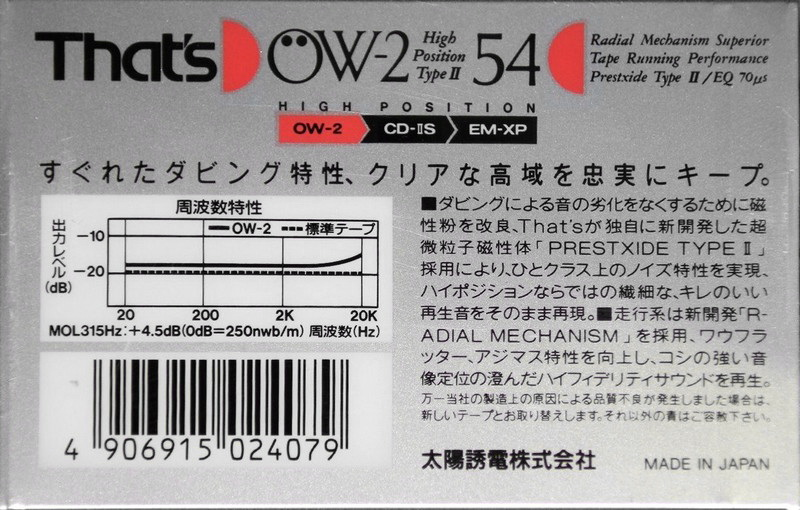 That's OW-2 High Position Type II 54
Radial Mechanism Superior
Tape Running Performance
Prestxide Type II/EQ 70μs
HIGH POSITION
OW-2 CD-IIS EM-XP
すぐれたダビング特性、クリアな高域を忠実にキープ。
周波数特性
出力レベル(dB)
OW-2 標準テープ
-10
-20
20 200 2K 20K
MOL315Hz:+4.5dB(0dB=250nwb/m) 周波数(Hz)
4 906915 024079
■ダビングによる音の劣化をなくするために磁
性粉を改良、That'sが独自に新開発した超
微粒子磁性体「PRESTXIDE TYPE II」
採用により、ひとクラス上のノイズ特性を実現、
ハイポジションならではの繊細な、キレのいい
再生音をそのまま再現。■走行系は新開発「R-
ADIAL MECHANISM」を採用、ワウフラ
ッター、アジマス特性を向上し、コシの強い音
像定位の澄んだハイフィデリティサウンドを再生。
万一当社の製造上の原因による品質不良が発生しました場合は、
新しいテープとお取り替えします。それ以外の責はご容赦下さい。
太陽誘電株式会社 MADE IN JAPAN